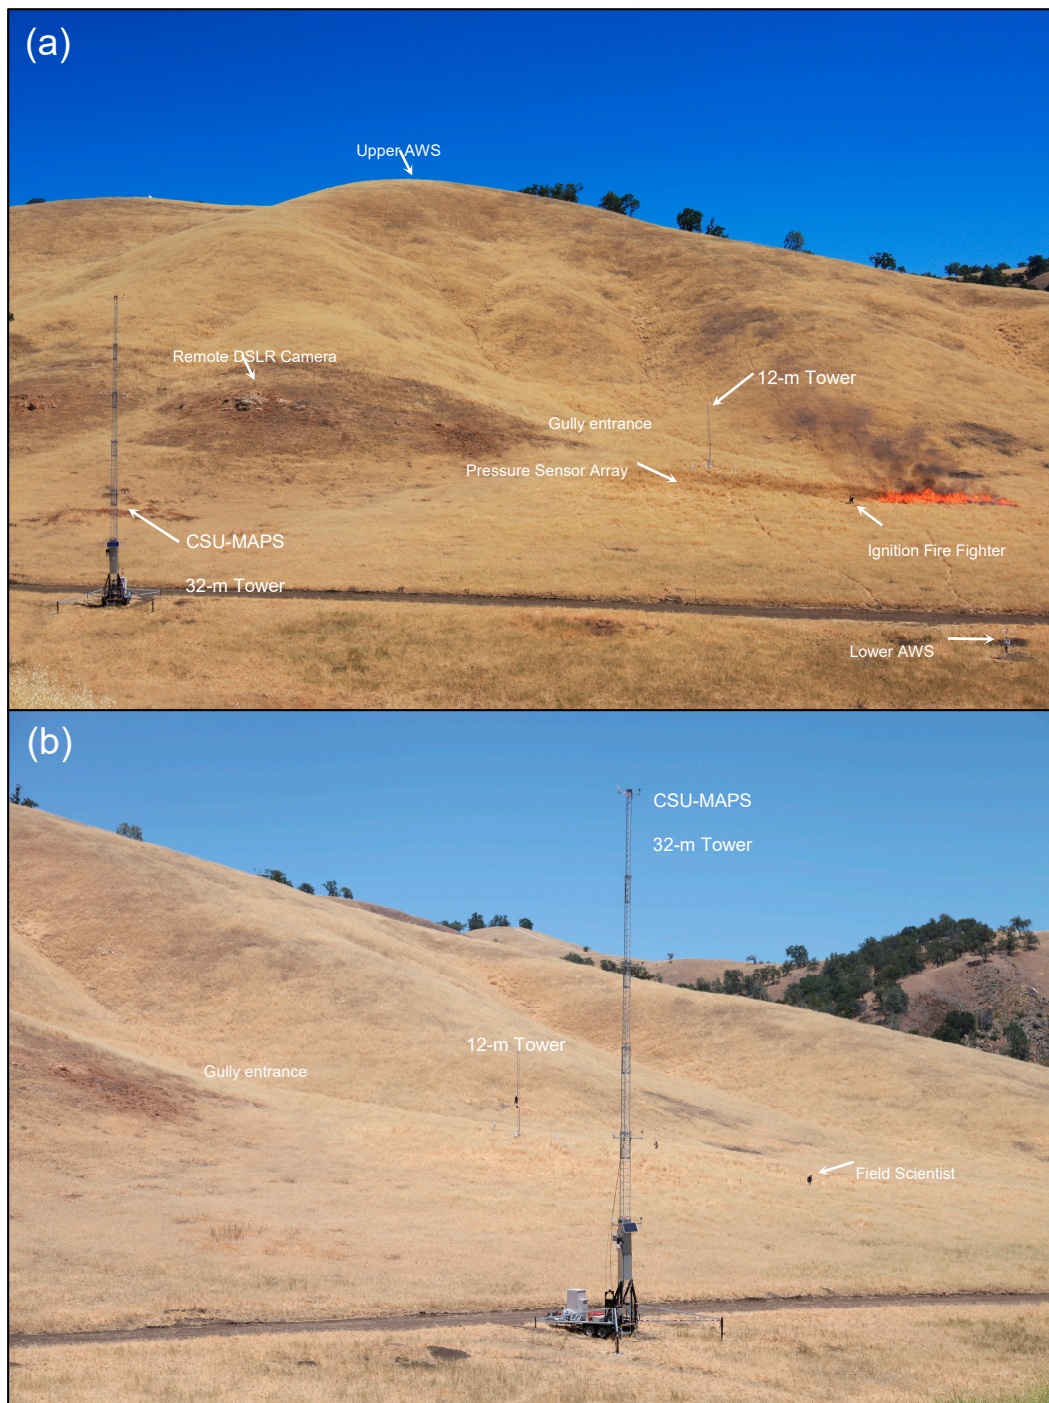 (a)
Upper AWS
Remote DSLR Camera
12-m Tower
Gully entrance
Pressure Sensor Array
CSU-MAPS
32-m Tower
Ignition Fire Fighter
Lower AWS
(b)
CSU-MAPS
32-m Tower
12-m Tower
Gully entrance
Field Scientist